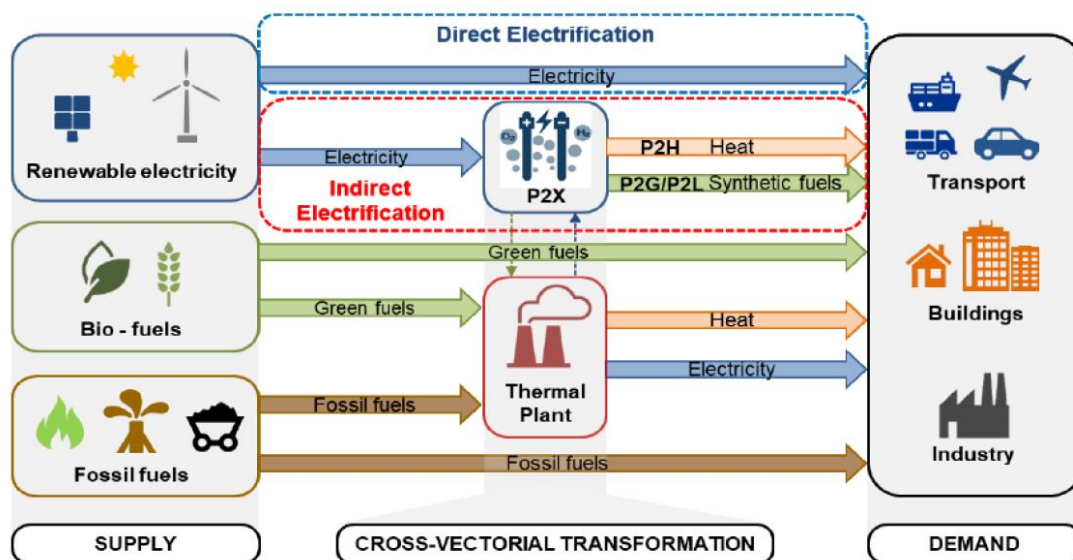 Direct Electrification
Electricity
Renewable electricity
Electricity
O₂
H₂
P2X
P2H Heat
P2G/P2L Synthetic fuels
Indirect
Electrification
Transport
Green fuels
Bio - fuels
Green fuels
Thermal
Plant
Heat
Electricity
Buildings
Fossil fuels
Fossil fuels
Fossil fuels
Industry
SUPPLY
CROSS-VECTORIAL TRANSFORMATION
DEMAND